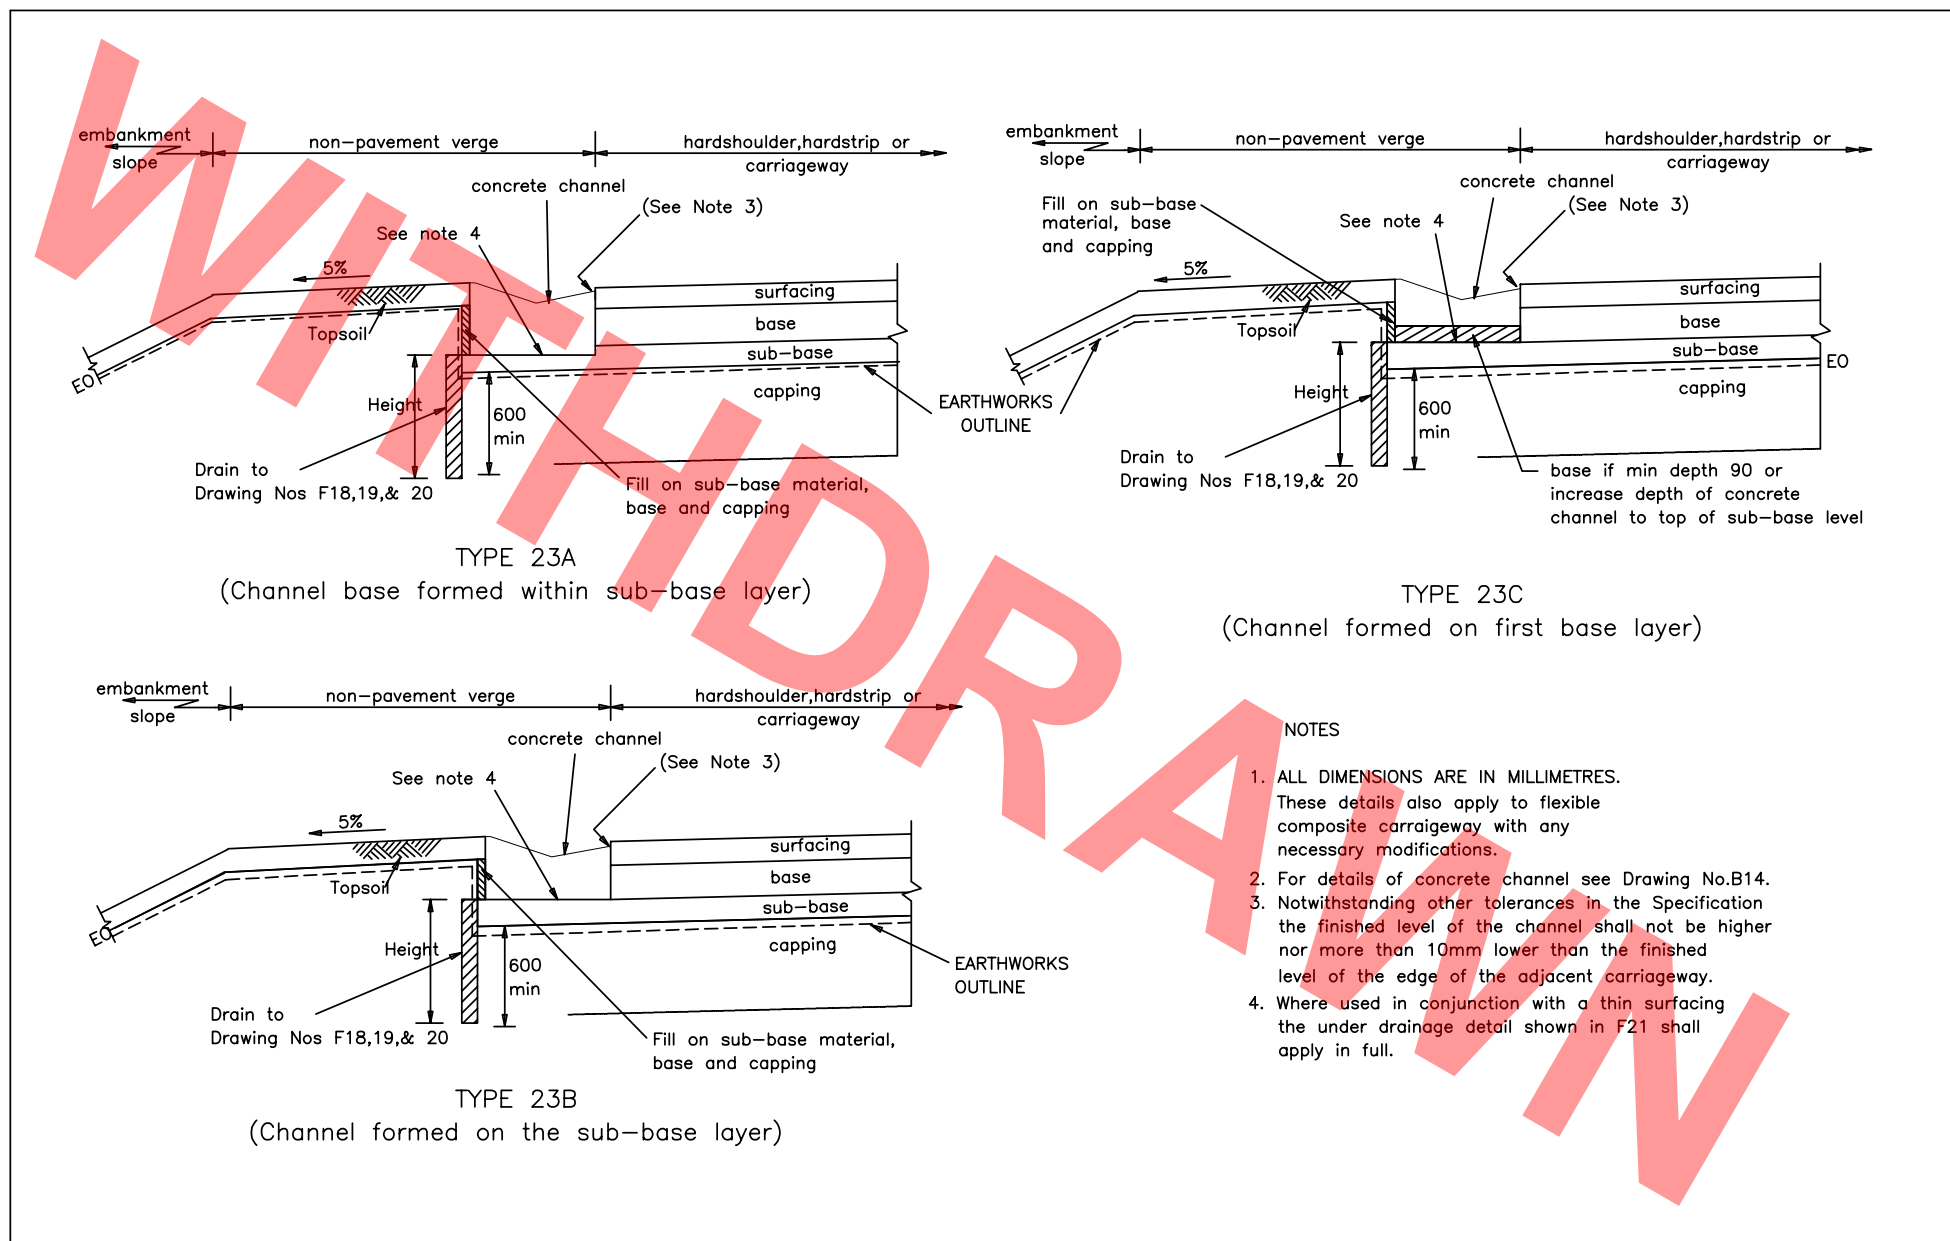 embankment
slope
non-pavement verge
hardshoulder,hardstrip or
carriageway
concrete channel
(See Note 3)
See note 4
5%
Topsoil
surfacing
base
sub-base
capping
EO
Height
600
min
EARTHWORKS
OUTLINE
Drain to
Drawing Nos F18,19,& 20
Fill on sub-base material,
base and capping
TYPE 23A
(Channel base formed within sub-base layer)
embankment
slope
non-pavement verge
hardshoulder,hardstrip or
carriageway
concrete channel
(See Note 3)
Fill on sub-base
material, base
and capping
See note 4
5%
Topsoil
surfacing
base
sub-base
capping
EO
Height
600
min
Drain to
Drawing Nos F18,19,& 20
base if min depth 90 or
increase depth of concrete
channel to top of sub-base level
TYPE 23C
(Channel formed on first base layer)
embankment
slope
non-pavement verge
hardshoulder,hardstrip or
carriageway
concrete channel
(See Note 3)
See note 4
5%
Topsoil
surfacing
base
sub-base
capping
EO
Height
600
min
EARTHWORKS
OUTLINE
Drain to
Drawing Nos F18,19,& 20
Fill on sub-base material,
base and capping
TYPE 23B
(Channel formed on the sub-base layer)
NOTES
1. ALL DIMENSIONS ARE IN MILLIMETRES.
These details also apply to flexible
composite carraigeway with any
necessary modifications.
2. For details of concrete channel see Drawing No.B14.
3. Notwithstanding other tolerances in the Specification
the finished level of the channel shall not be higher
nor more than 10mm lower than the finished
level of the edge of the adjacent carriageway.
4. Where used in conjunction with a thin surfacing
the under drainage detail shown in F21 shall
apply in full.
WITHDRAWN